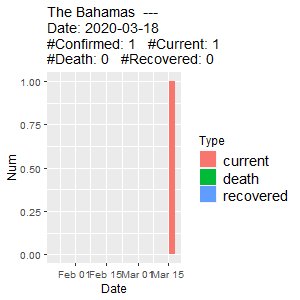 The Bahamas  ---
Date: 2020-03-18
#Confirmed: 1   #Current: 1
#Death: 0   #Recovered: 0
1.00
0.75
0.50
0.25
0.00
Num
Feb 01 Feb 15 Mar 01 Mar 15
Date
Type
current
death
recovered